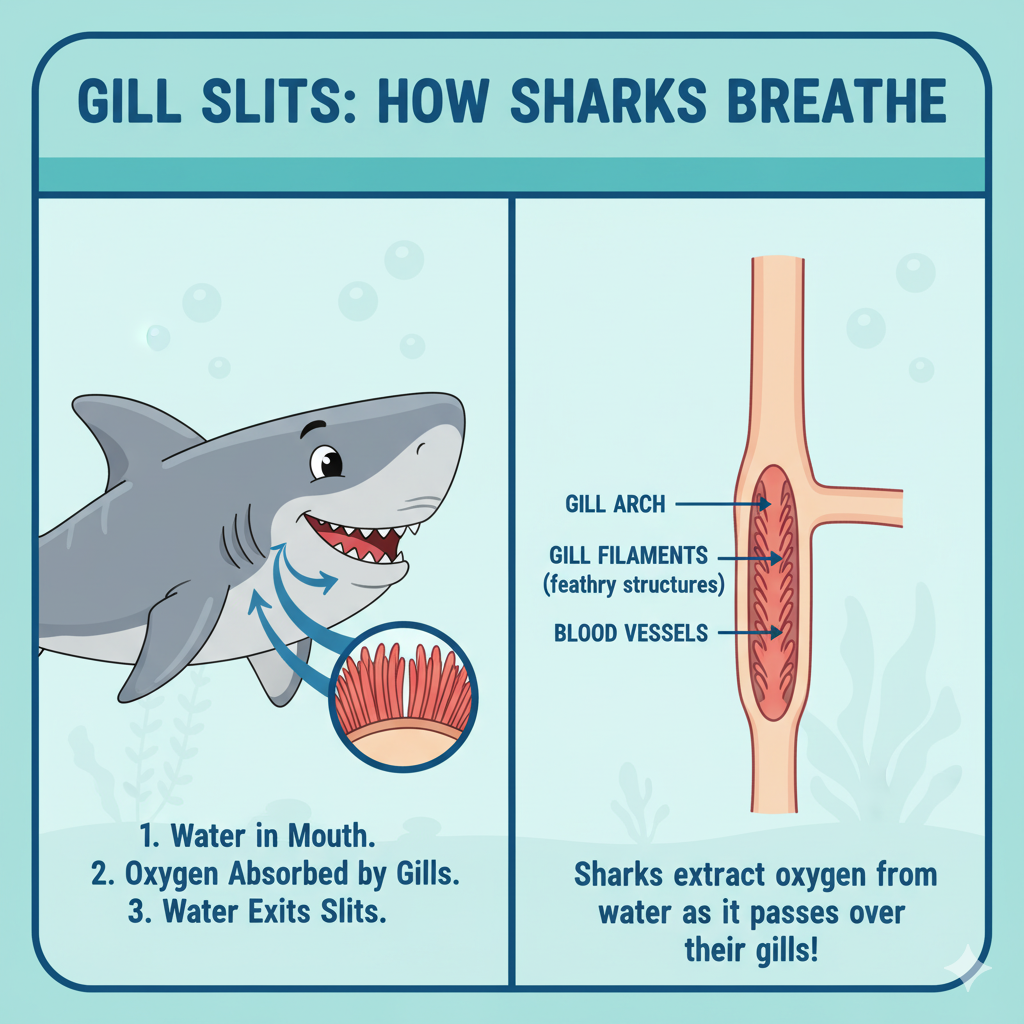 GILL SLITS: HOW SHARKS BREATHE
1. Water in Mouth.
2. Oxygen Absorbed by Gills.
3. Water Exits Slits.
GILL ARCH
GILL FILAMENTS
(feathry structures)
BLOOD VESSELS
Sharks extract oxygen from
water as it passes over
their gills!